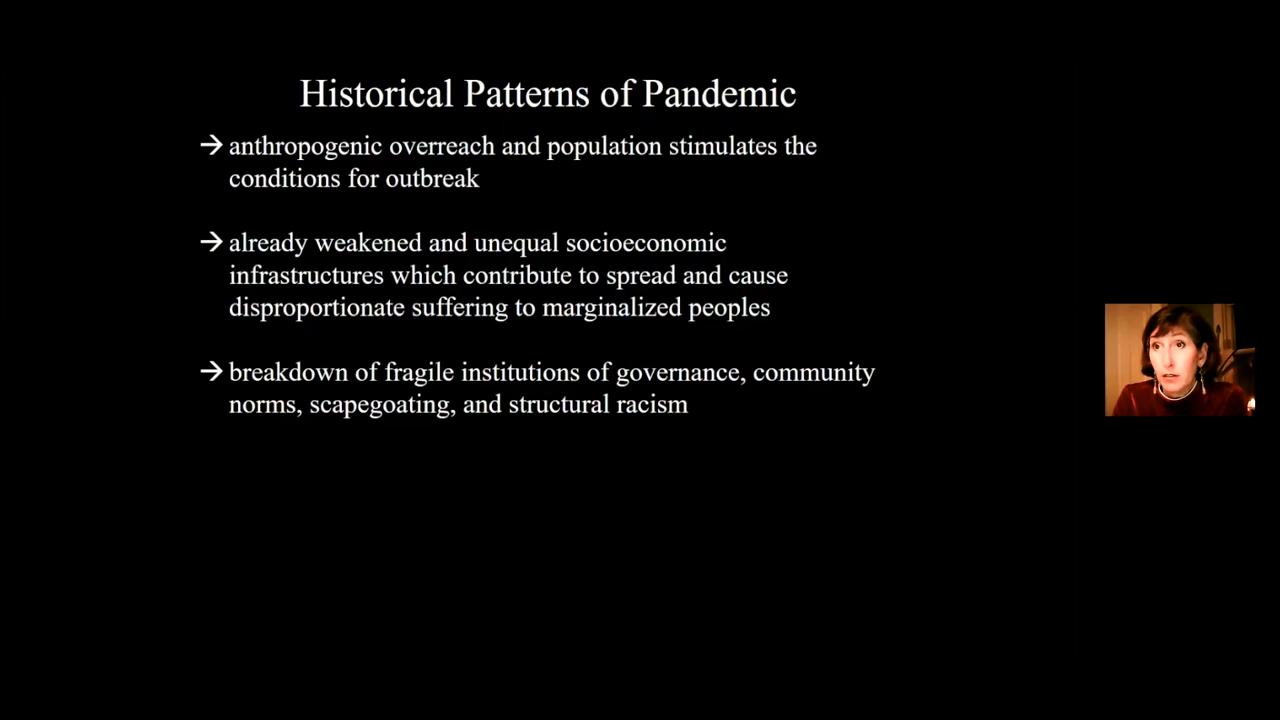 Historical Patterns of Pandemic
→ anthropogenic overreach and population stimulates the
conditions for outbreak
→ already weakened and unequal socioeconomic
infrastructures which contribute to spread and cause
disproportionate suffering to marginalized peoples
→ breakdown of fragile institutions of governance, community
norms, scapegoating, and structural racism